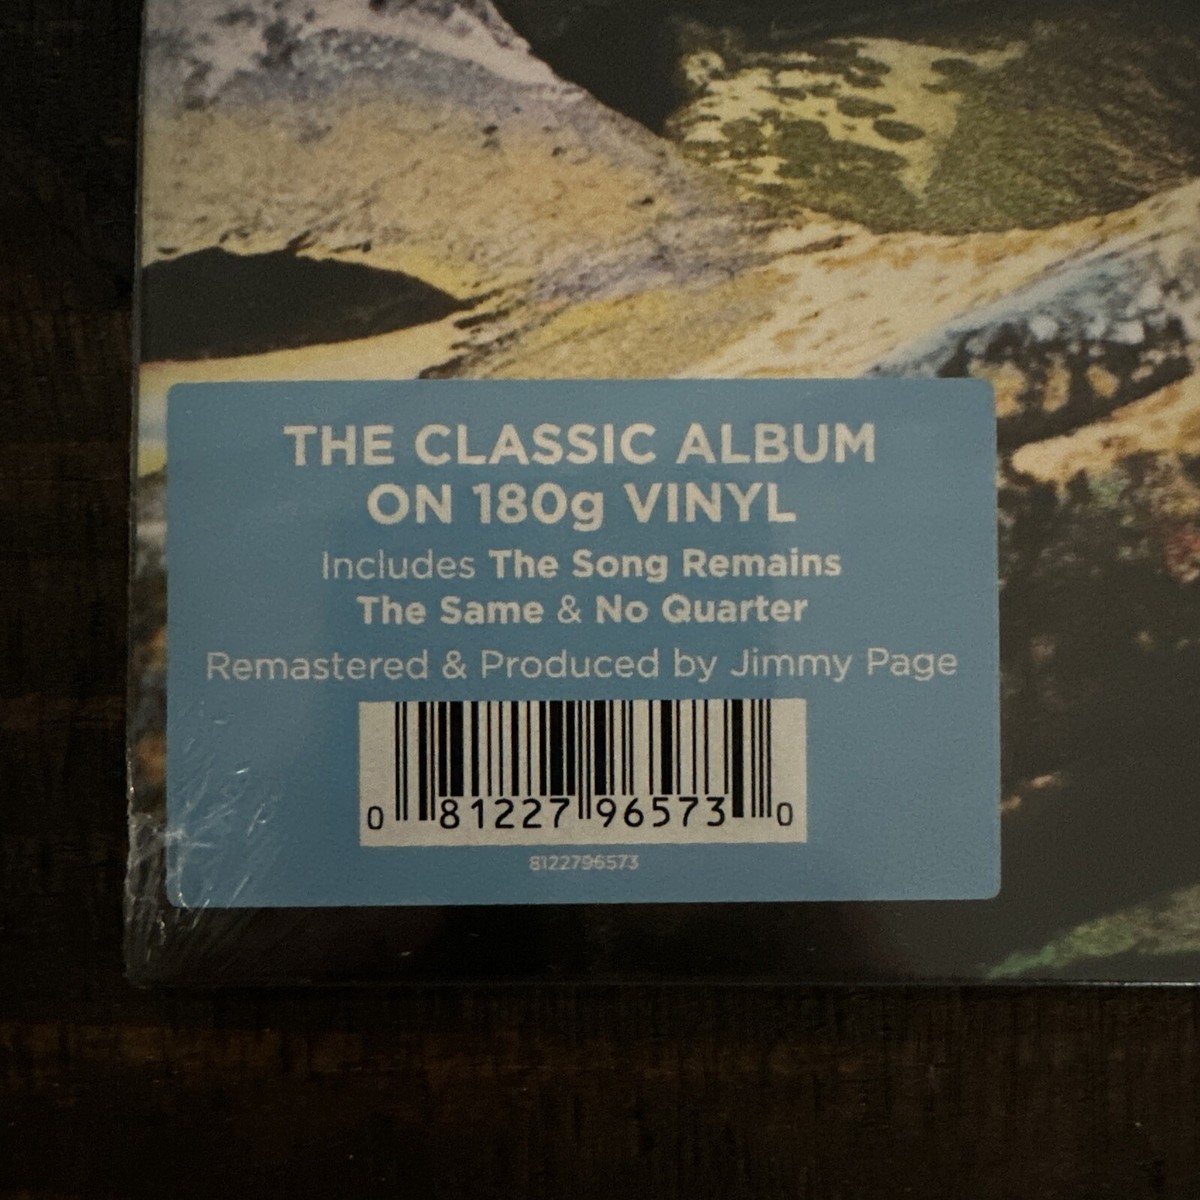 THE CLASSIC ALBUM
ON 180g VINYL
Includes The Song Remains
The Same & No Quarter
Remastered & Produced by Jimmy Page
0 81227 96573 0
8122796573